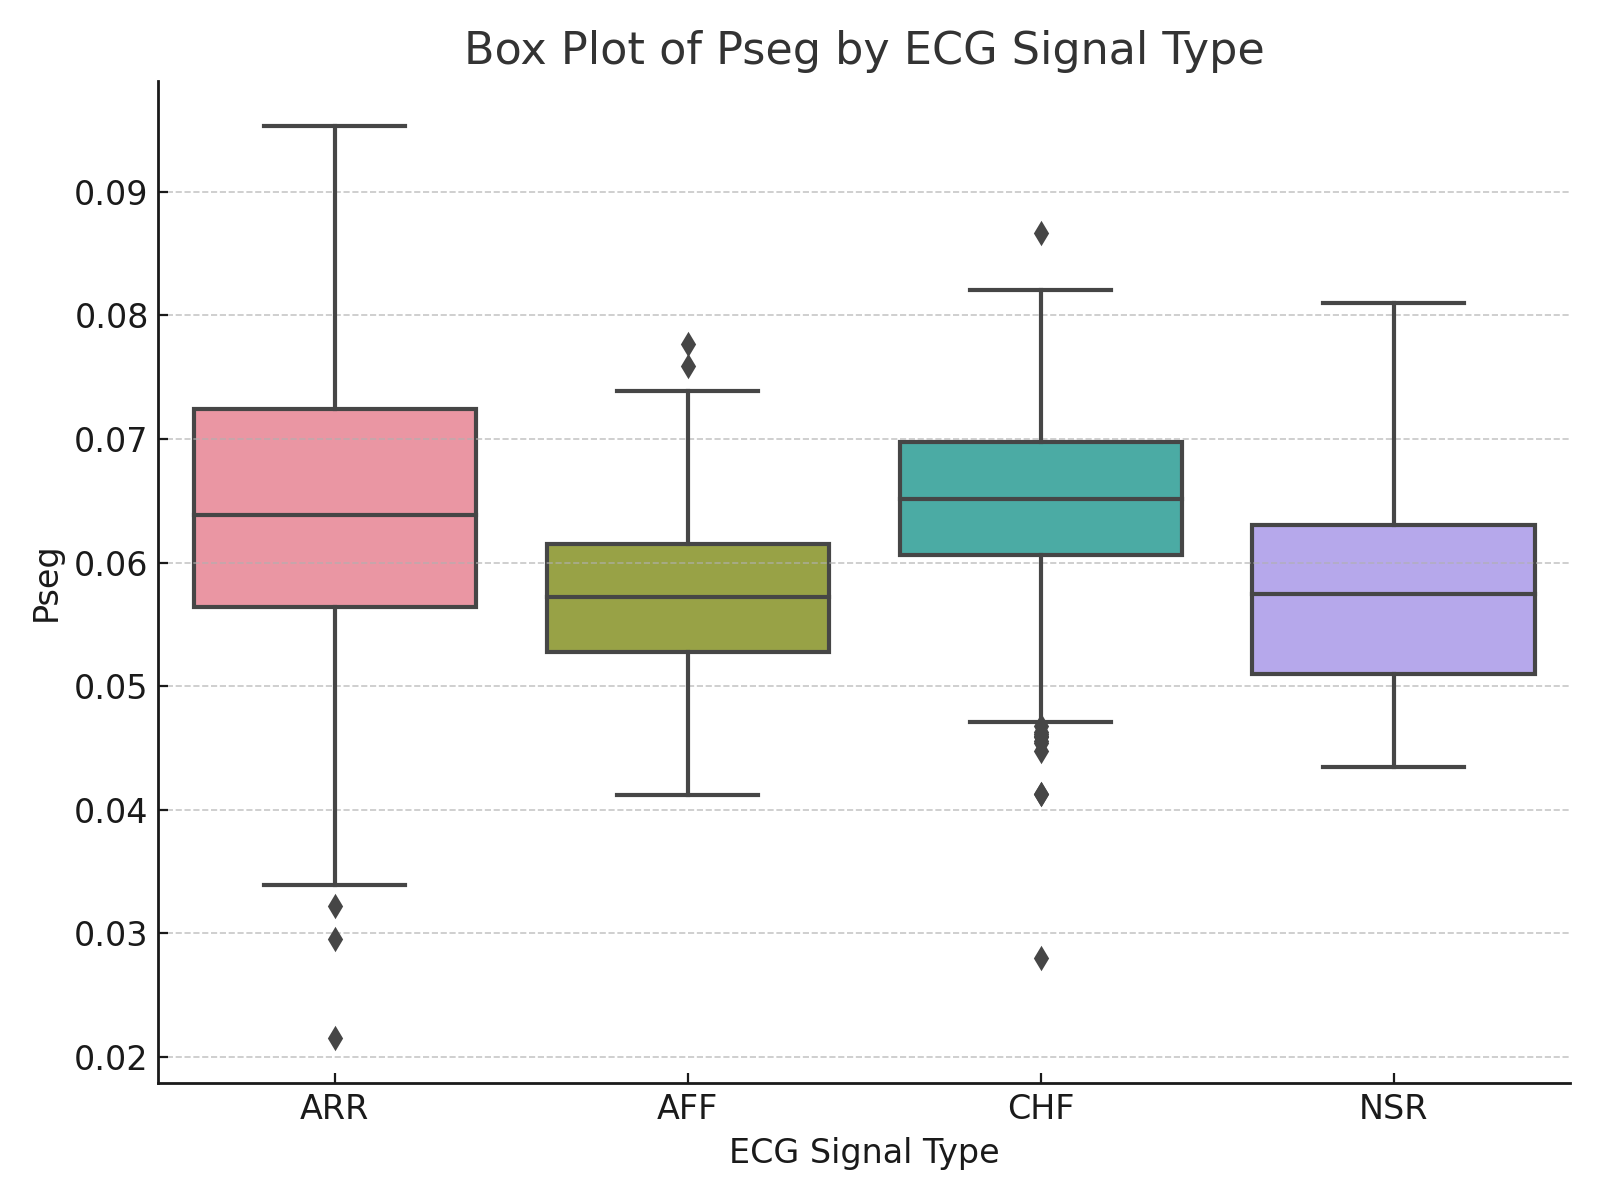 Box Plot of Pseg by ECG Signal Type
Pseg
0.09
0.08
0.07
0.06
0.05
0.04
0.03
0.02
ARR
AFF
CHF
NSR
ECG Signal Type